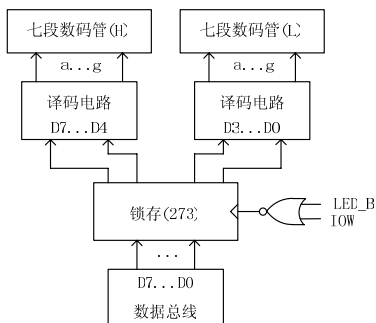 七段数码管(H)
七段数码管(L)
a...g
a...g
译码电路
D7...D4
译码电路
D3...D0
锁存(273)
LED_B
IOW
...
D7...D0
数据总线